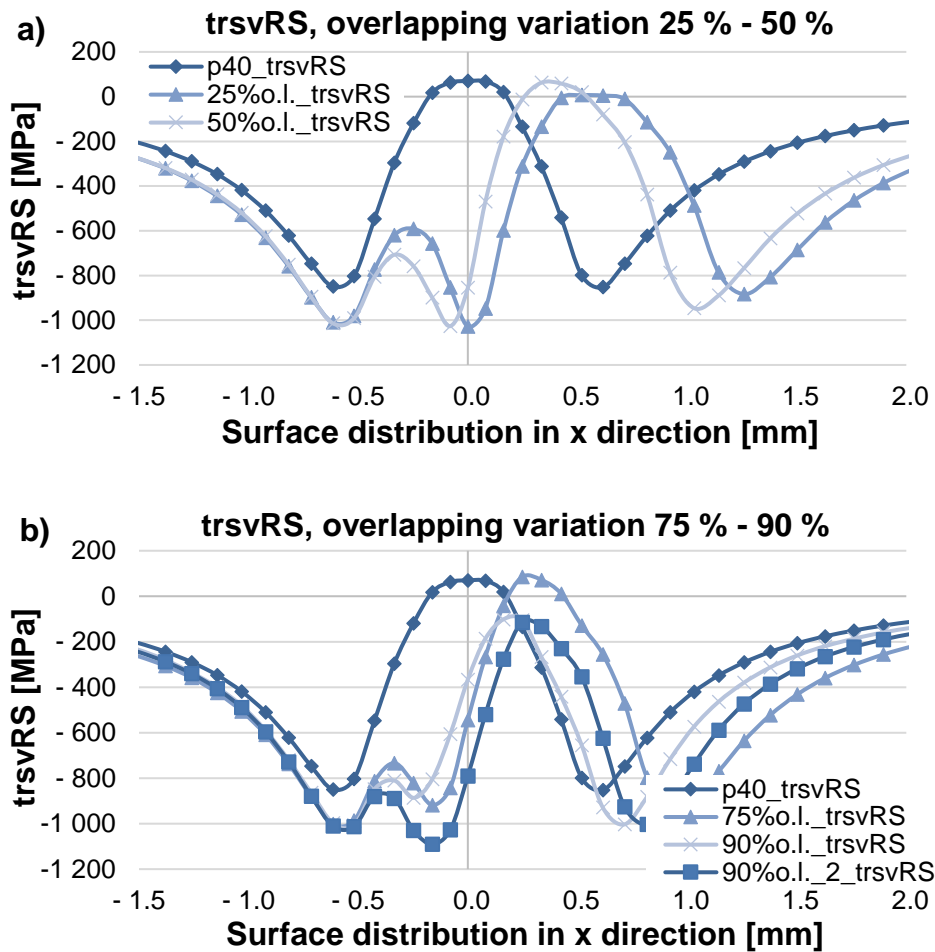 a)
trsvRS, overlapping variation 25 % - 50 %
200
0
- 200
- 400
- 600
- 800
-1 000
-1 200
trsvRS [MPa]
p40_trsvRS
25%o.l._trsvRS
50%o.l._trsvRS
- 1.5 - 1.0 - 0.5 0.0 0.5 1.0 1.5 2.0
Surface distribution in x direction [mm]
b)
trsvRS, overlapping variation 75 % - 90 %
200
0
- 200
- 400
- 600
- 800
-1 000
-1 200
trsvRS [MPa]
p40_trsvRS
75%o.l._trsvRS
90%o.l._trsvRS
90%o.l._2_trsvRS
- 1.5 - 1.0 - 0.5 0.0 0.5 1.0 1.5 2.0
Surface distribution in x direction [mm]